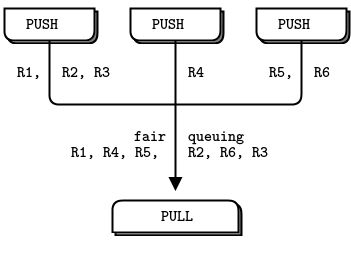 PUSH PUSH PUSH
R1, R2, R3 R4 R5, R6
fair queuing
R1, R4, R5, R2, R6, R3
PULL